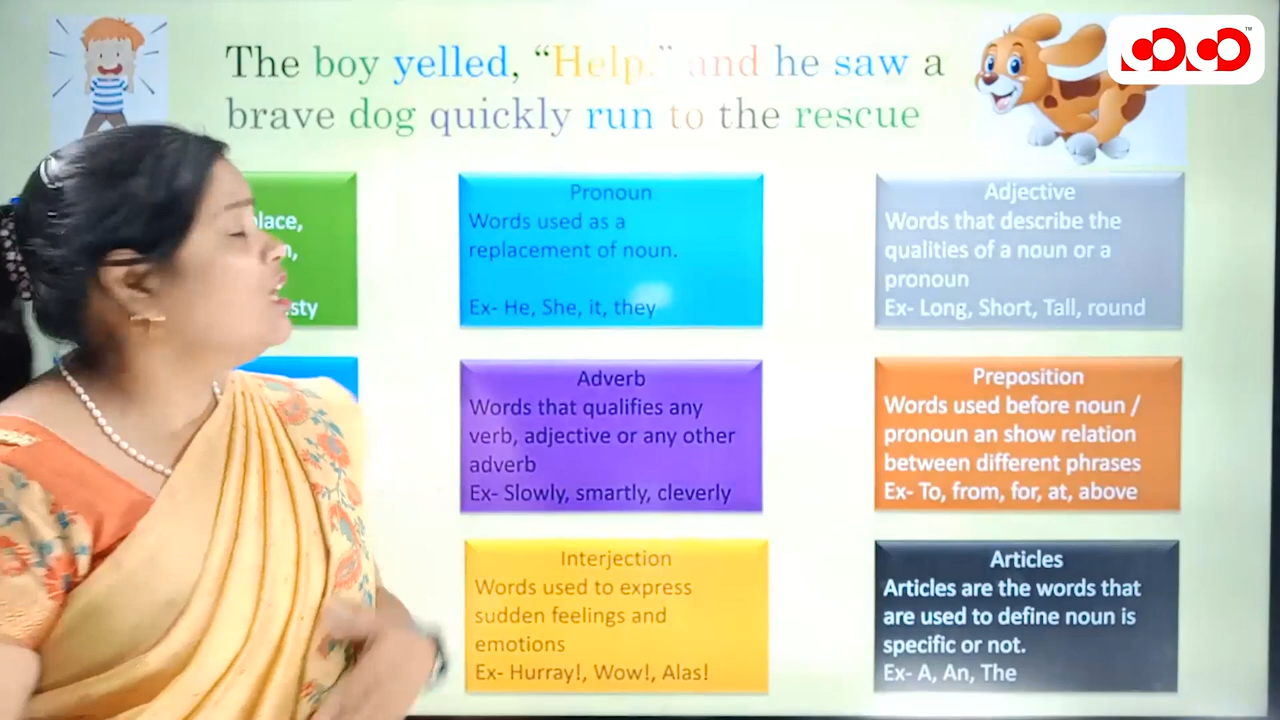 The boy yelled, “Help,” and he saw a
brave dog quickly run to the rescue
Pronoun
Words used as a
replacement of noun.
Ex- He, She, it, they
Adjective
Words that describe the
qualities of a noun or a
pronoun
Ex- Long, Short, Tall, round
Adverb
Words that qualifies any
verb, adjective or any other
adverb
Ex- Slowly, smartly, cleverly
Preposition
Words used before noun /
pronoun an show relation
between different phrases
Ex- To, from, for, at, above
Interjection
Words used to express
sudden feelings and
emotions
Ex- Hurray!, Wow!, Alas!
Articles
Articles are the words that
are used to define noun is
specific or not.
Ex- A, An, The